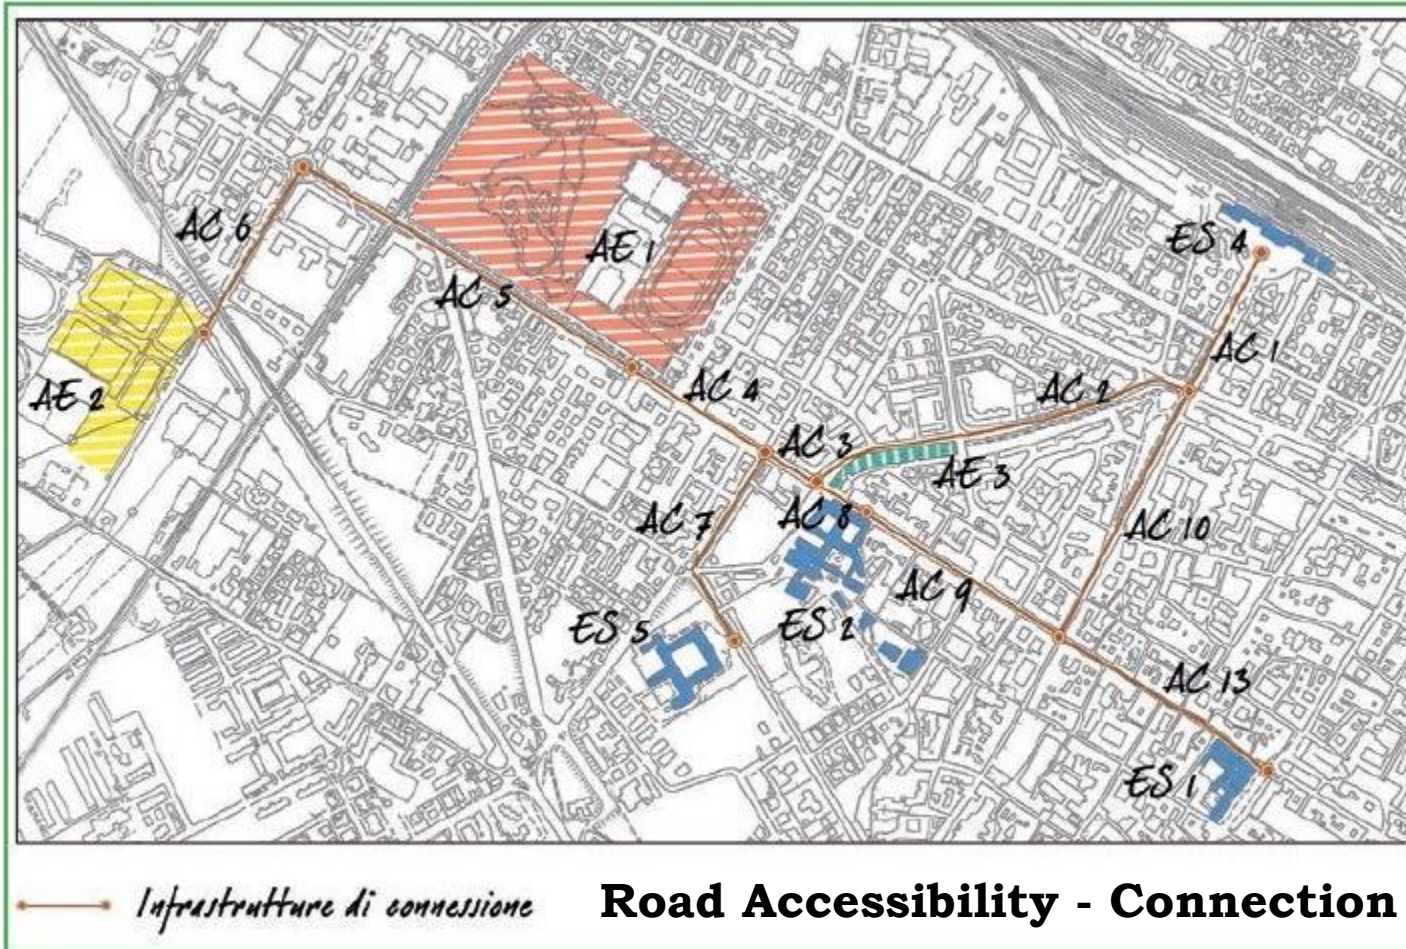 ES 4
AC 6
AE 1
AC 5
AC 1
AE 2
AC 4
AC 2
AC 3
AE 3
AC 7
AC 8
AC 10
AC 9
ES 5
ES 2
AC 13
ES 1
Infrastrutture di connessione
Road Accessibility - Connection